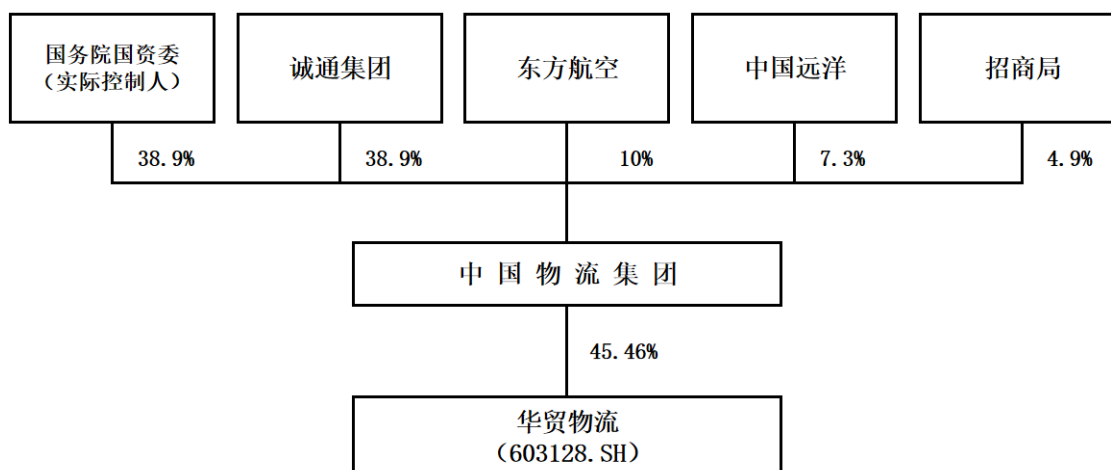 国务院国资委
（实际控制人）
诚通集团
东方航空
中国远洋
招商局
38.9%
38.9%
10%
7.3%
4.9%
中国物流集团
45.46%
华贸物流
（603128.SH）